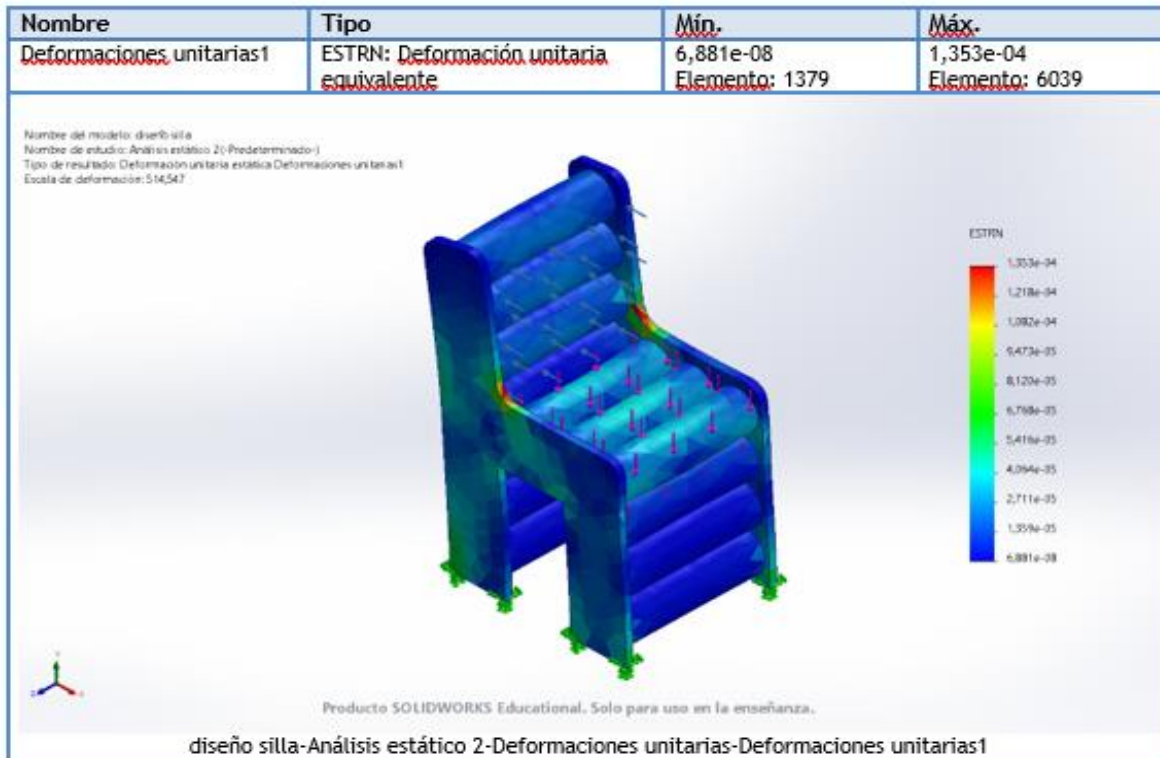 Nombre Tipo Mín. Máx.
Deformaciones unitarias1 ESTRN: Deformación unitaria equivalente 6,881e-08 Elemento: 1379 1,353e-04 Elemento: 6039
Nombre del modelo: diseño silla
Nombre de estudio: Análisis estático 2(-Predeterminado-)
Tipo de resultado: Deformación unitaria estática Deformaciones unitarias1
Escala de deformación: 514,547
ESTRN
1,353e-04
1,218e-04
1,082e-04
9,473e-05
8,120e-05
6,768e-05
5,416e-05
4,064e-05
2,711e-05
1,359e-05
6,881e-08
Y
X
Z
Producto SOLIDWORKS Educational. Solo para uso en la enseñanza.
diseño silla-Análisis estático 2-Deformaciones unitarias-Deformaciones unitarias1